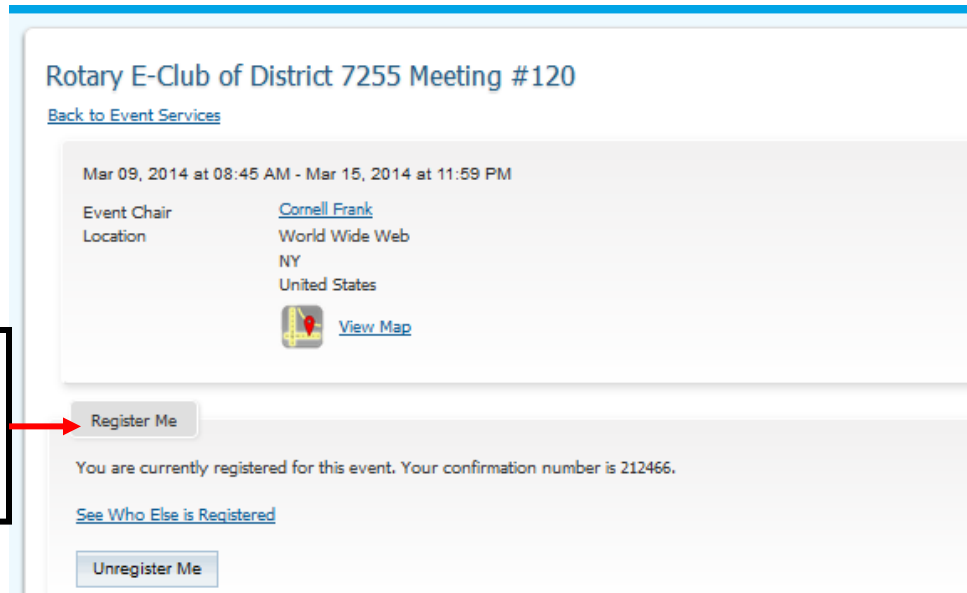 Rotary E-Club of District 7255 Meeting #120
Back to Event Services
Mar 09, 2014 at 08:45 AM - Mar 15, 2014 at 11:59 PM
Event Chair Cornell Frank
Location World Wide Web
NY
United States
View Map
Register Me
You are currently registered for this event. Your confirmation number is 212466.
See Who Else is Registered
Unregister Me